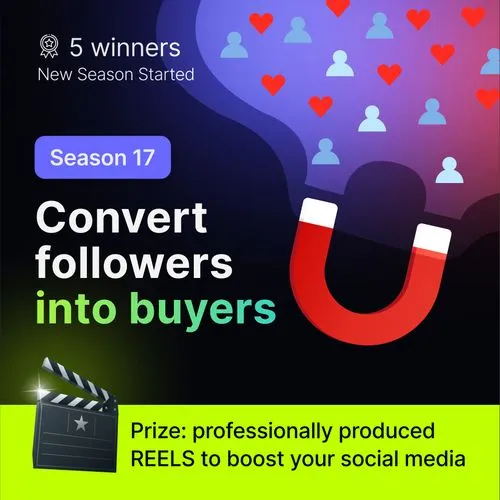 5 winners
New Season Started
Season 17
Convert
followers
into buyers
Prize: professionally produced
REELS to boost your social media